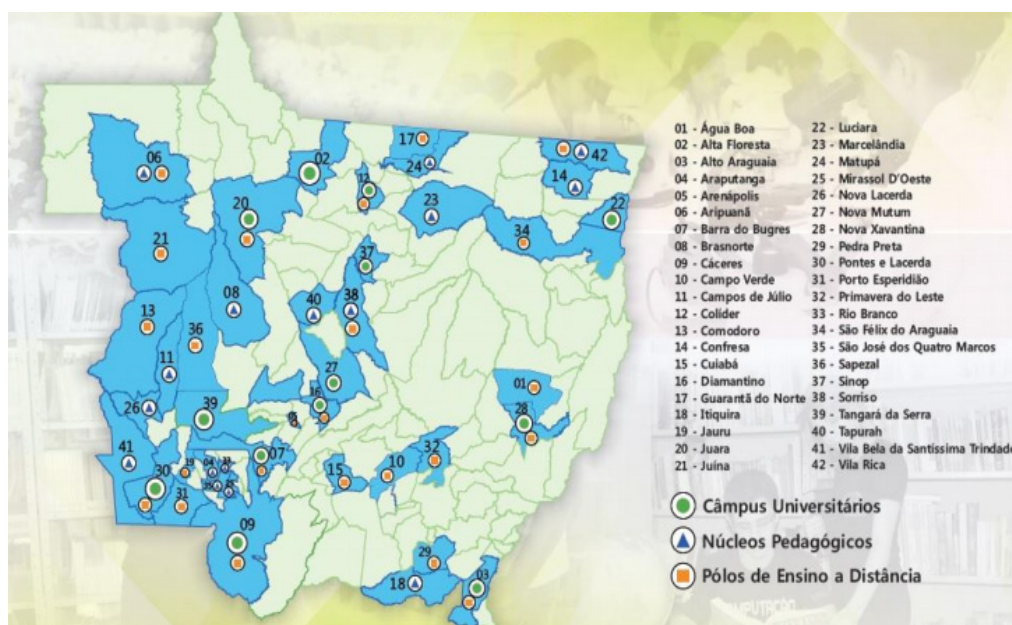 17
06
02
24
42
14
12
20
23
22
34
21
37
13
08
40
38
36
11
27
16
01
26
39
05
28
41
07
32
19
04
33
30
15
10
35
25
31
09
29
18
03
01 - Água Boa
02 - Alta Floresta
03 - Alto Araguaia
04 - Araputanga
05 - Arenápolis
06 - Aripuanã
07 - Barra do Bugres
08 - Brasnorte
09 - Cáceres
10 - Campo Verde
11 - Campos de Júlio
12 - Colíder
13 - Comodoro
14 - Confresa
15 - Cuiabá
16 - Diamantino
17 - Guarantã do Norte
18 - Itiquira
19 - Jauru
20 - Juara
21 - Juína
22 - Luciara
23 - Marcelândia
24 - Matupá
25 - Mirassol D'Oeste
26 - Nova Lacerda
27 - Nova Mutum
28 - Nova Xavantina
29 - Pedra Preta
30 - Pontes e Lacerda
31 - Porto Esperidião
32 - Primavera do Leste
33 - Rio Branco
34 - São Félix do Araguaia
35 - São José dos Quatro Marcos
36 - Sapezal
37 - Sinop
38 - Sorriso
39 - Tangará da Serra
40 - Tapurah
41 - Vila Bela da Santíssima Trindade
42 - Vila Rica
Câmpus Universitários
Núcleos Pedagógicos
Pólos de Ensino a Distância